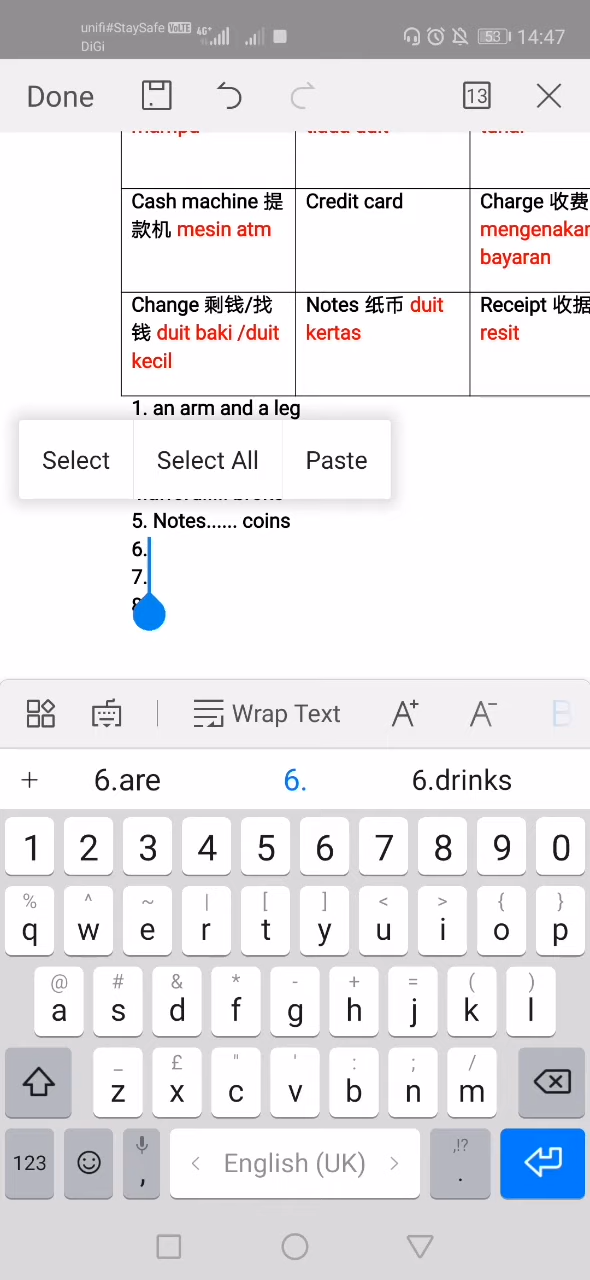 unifi#StaySafe VoLTE 4G+ 53 14:47
DiGi
Done 13
Cash machine 提 Credit card Charge 收费
款机 mesin atm mengenakan
bayaran
Change 剩钱/找 Notes 纸币 duit Receipt 收据
钱 duit baki /duit kertas resit
kecil
1. an arm and a leg
Select Select All Paste
5. Notes...... coins
6.
7.
8
Wrap Text A+ A- B
+ 6.are 6. 6.drinks
1 2 3 4 5 6 7 8 9 0
% ^ ~ | [ ] < > { }
q w e r t y u i o p
@ # & * - + = ( )
a s d f g h j k l
_ £ " ' : ; /
z x c v b n m
123 , < English (UK) > ,!? .